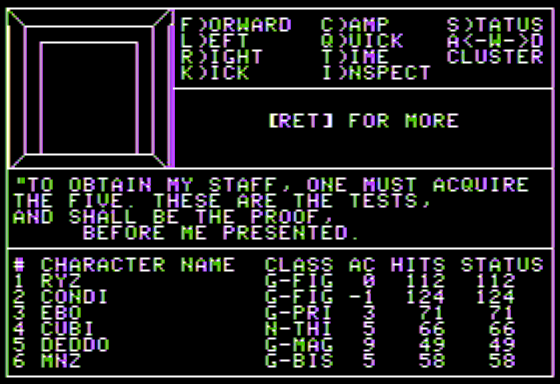 F)ORWARD C)AMP S)TATUS
L)EFT Q)UICK A<-W->D
R)IGHT T)IME CLUSTER
K)ICK I)NSPECT
[RET] FOR MORE
"TO OBTAIN MY STAFF, ONE MUST ACQUIRE
THE FIVE. THESE ARE THE TESTS,
AND SHALL BE THE PROOF,
BEFORE ME PRESENTED.
# CHARACTER NAME CLASS AC HITS STATUS
1 RYZ G-FIG 0 112 112
2 CONDI G-FIG -1 124 124
3 EBO G-PRI 3 71 71
4 CUBI N-THI 5 66 66
5 DEDDO G-MAG 9 49 49
6 MNZ G-BIS 5 58 58